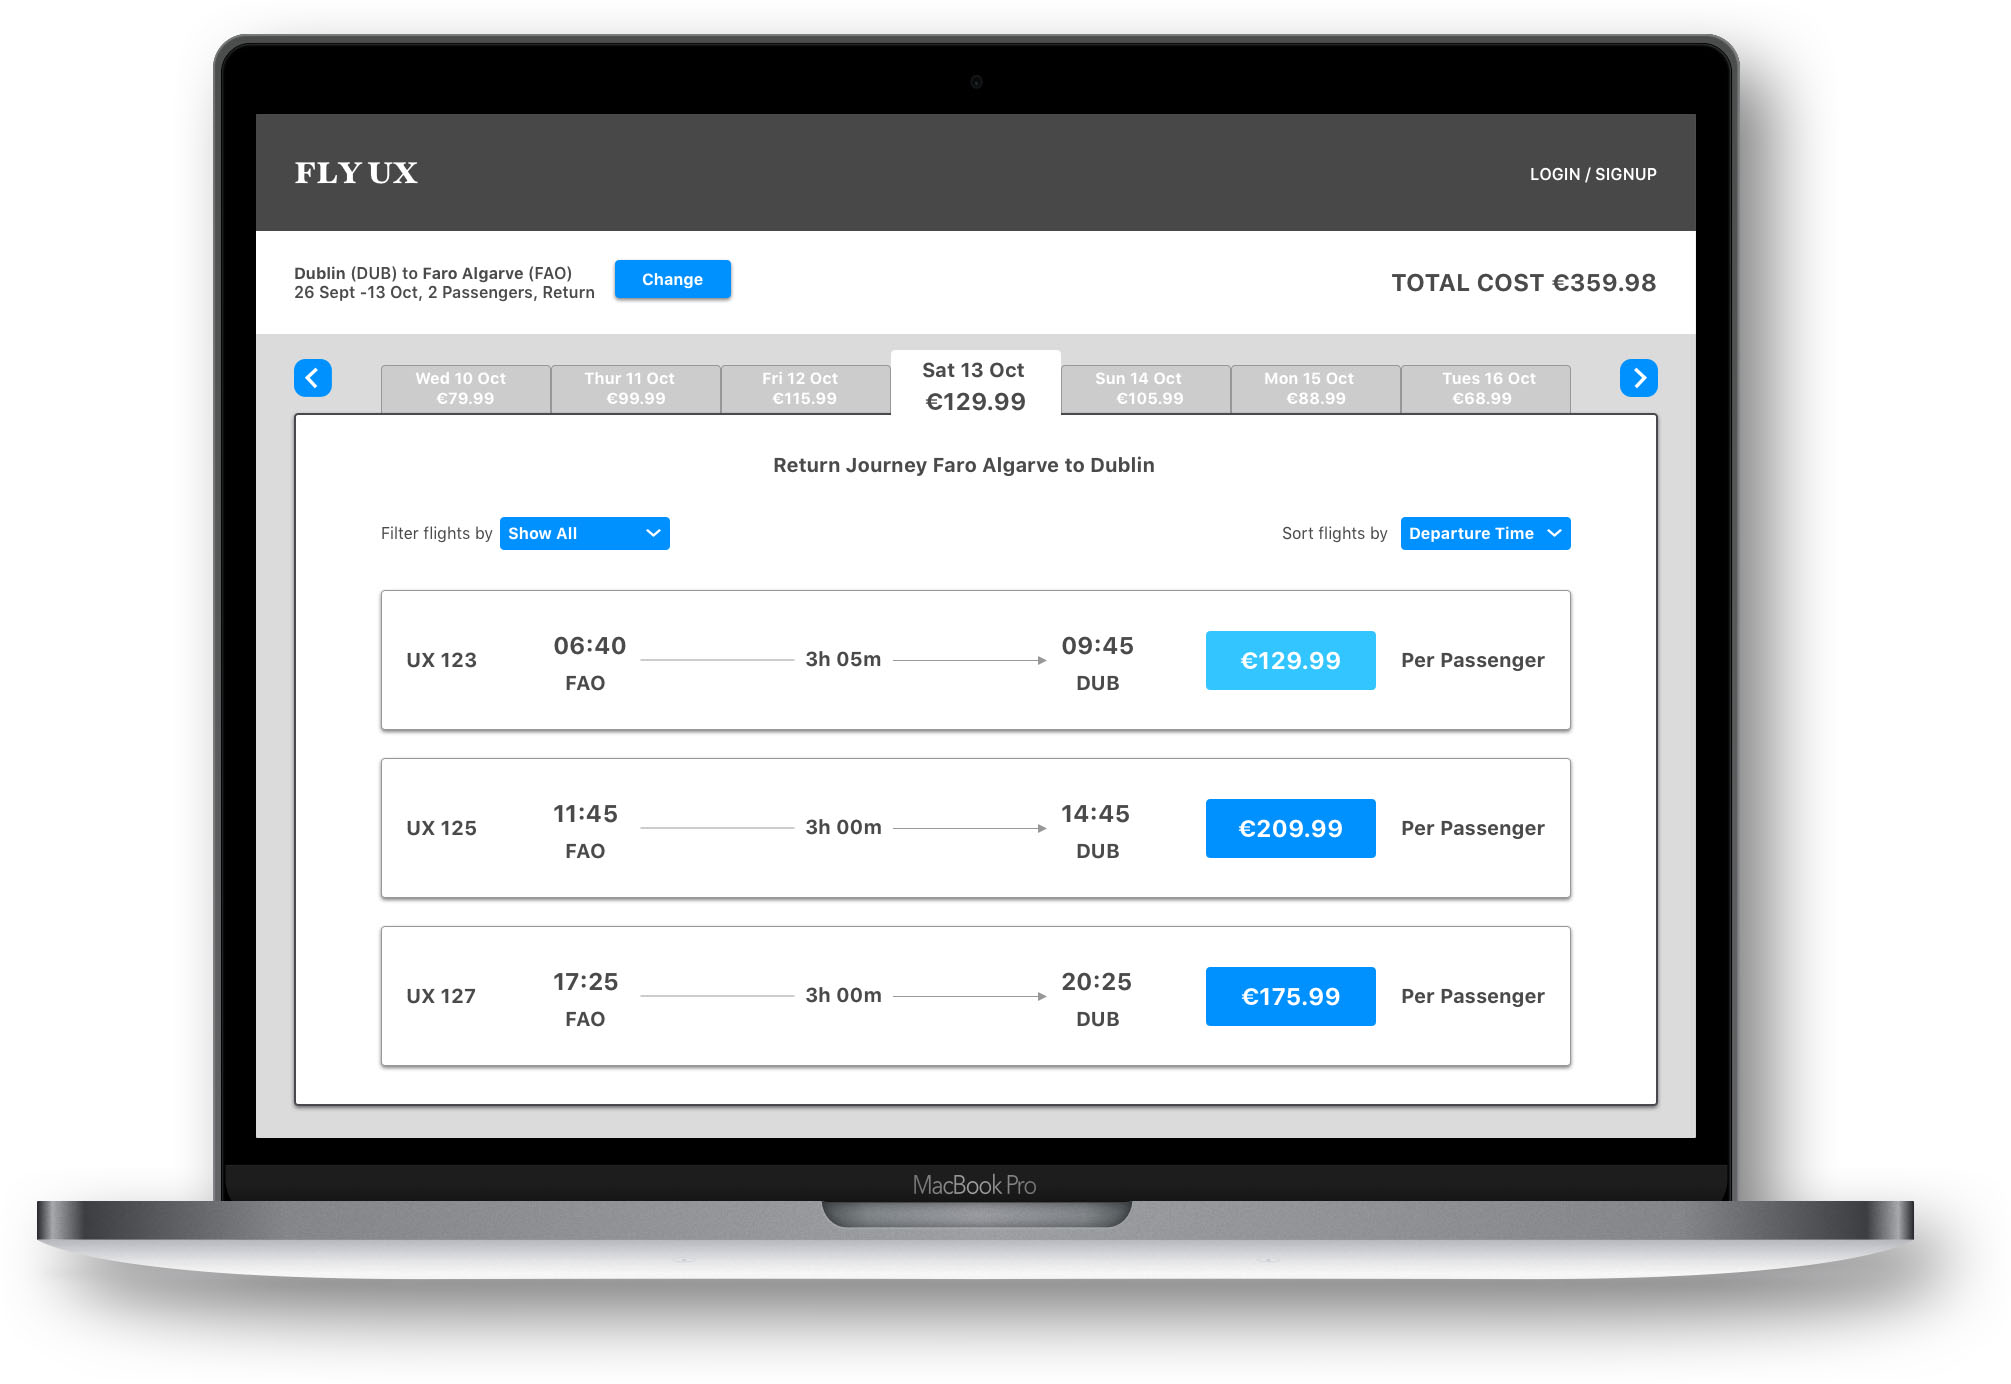 FLY UX
LOGIN / SIGNUP
Dublin (DUB) to Faro Algarve (FAO)
26 Sept -13 Oct, 2 Passengers, Return
Change
TOTAL COST €359.98
Wed 10 Oct
€79.99
Thur 11 Oct
€99.99
Fri 12 Oct
€115.99
Sat 13 Oct
€129.99
Sun 14 Oct
€105.99
Mon 15 Oct
€88.99
Tues 16 Oct
€68.99
Return Journey Faro Algarve to Dublin
Filter flights by Show All
Sort flights by Departure Time
UX 123
06:40
FAO
3h 05m
09:45
DUB
€129.99
Per Passenger
UX 125
11:45
FAO
3h 00m
14:45
DUB
€209.99
Per Passenger
UX 127
17:25
FAO
3h 00m
20:25
DUB
€175.99
Per Passenger
MacBook Pro